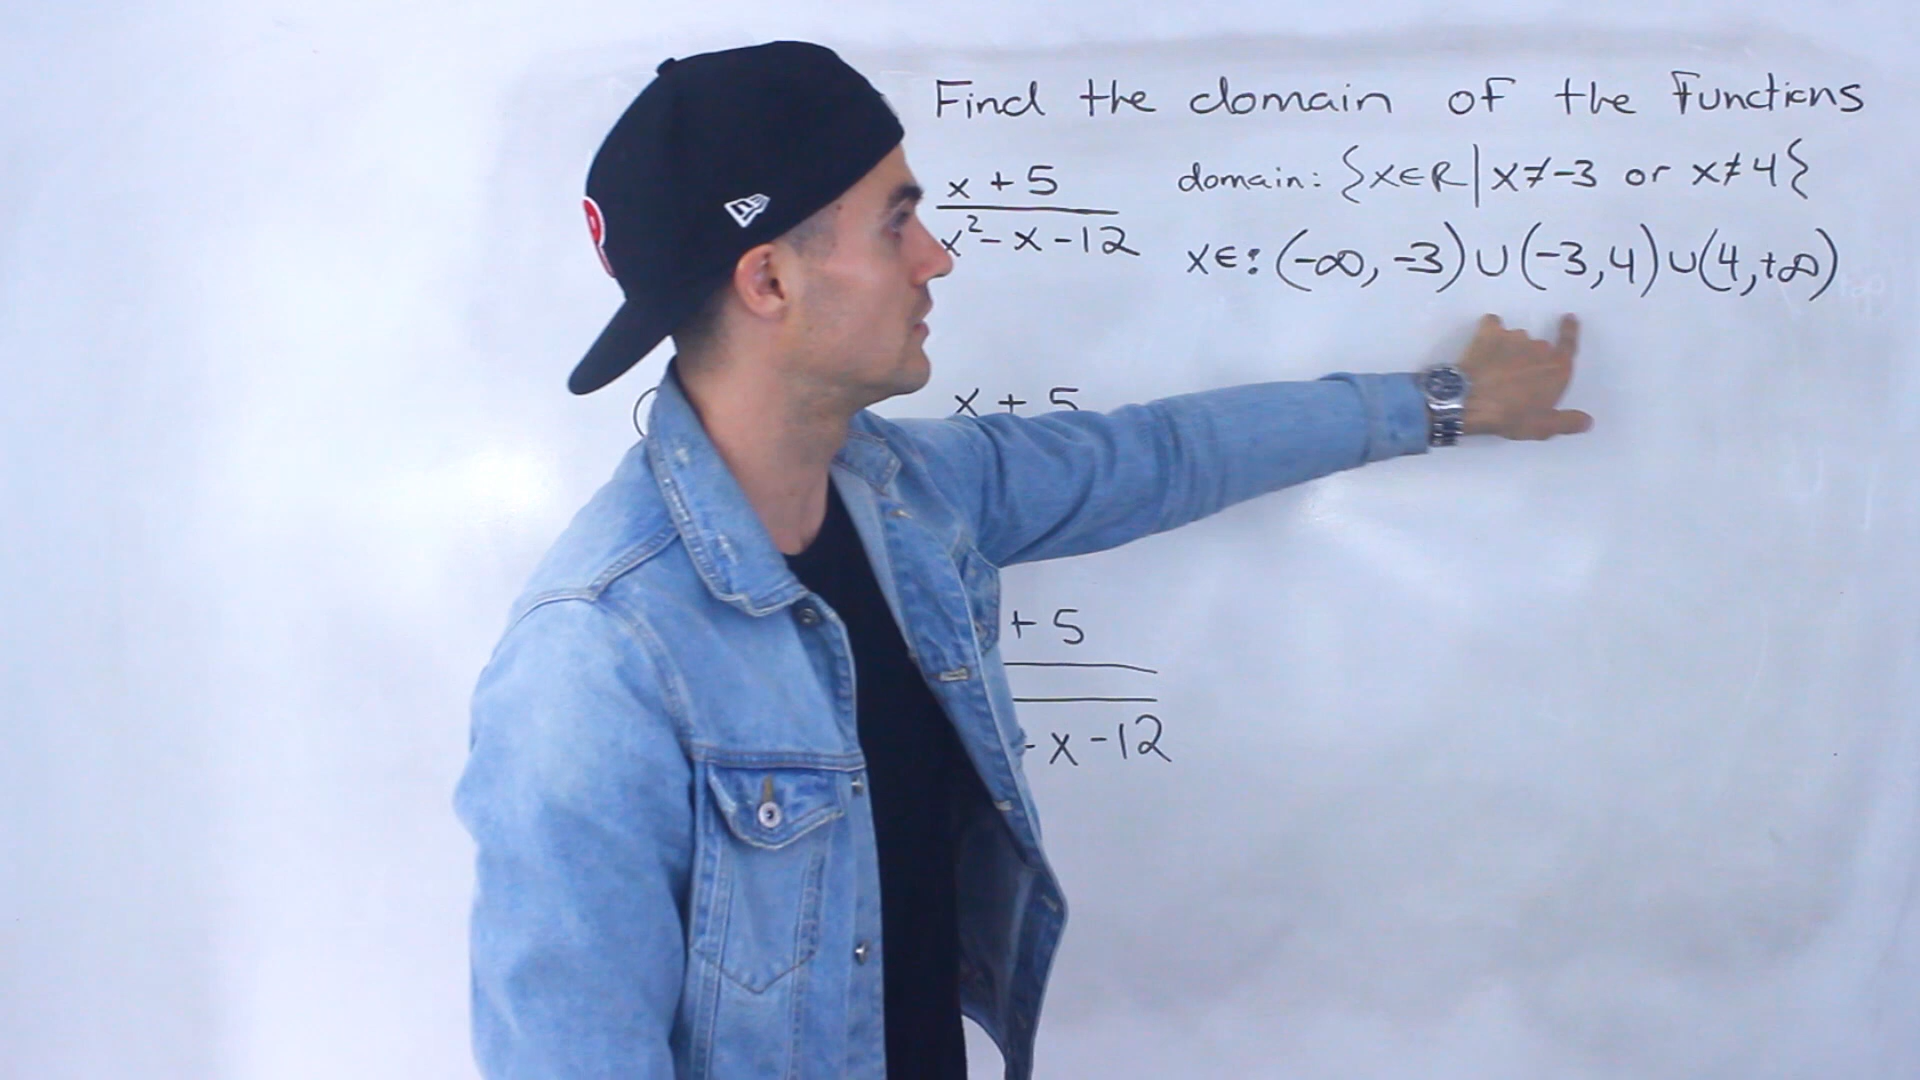 Find the domain of the functions
x + 5
domain: {x∈R | x≠-3 or x≠4}
x²-x-12
x∈: (-∞, -3) ∪ (-3, 4) ∪ (4, +∞)
x + 5
+ 5
-x-12